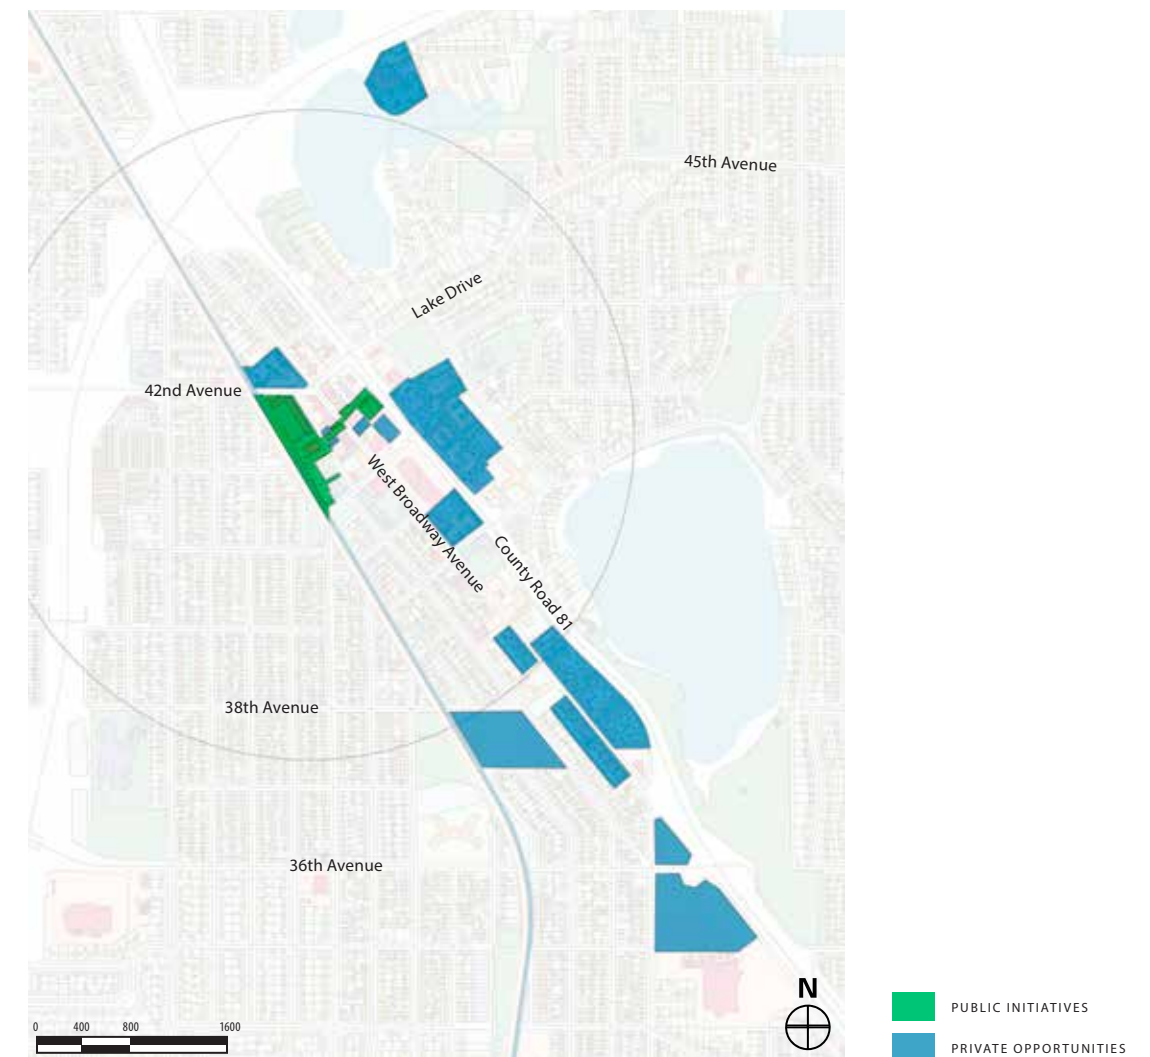 45th Avenue
Lake Drive
42nd Avenue
West Broadway Avenue
County Road 81
38th Avenue
36th Avenue
N
0 400 800 1600
PUBLIC INITIATIVES
PRIVATE OPPORTUNITIES